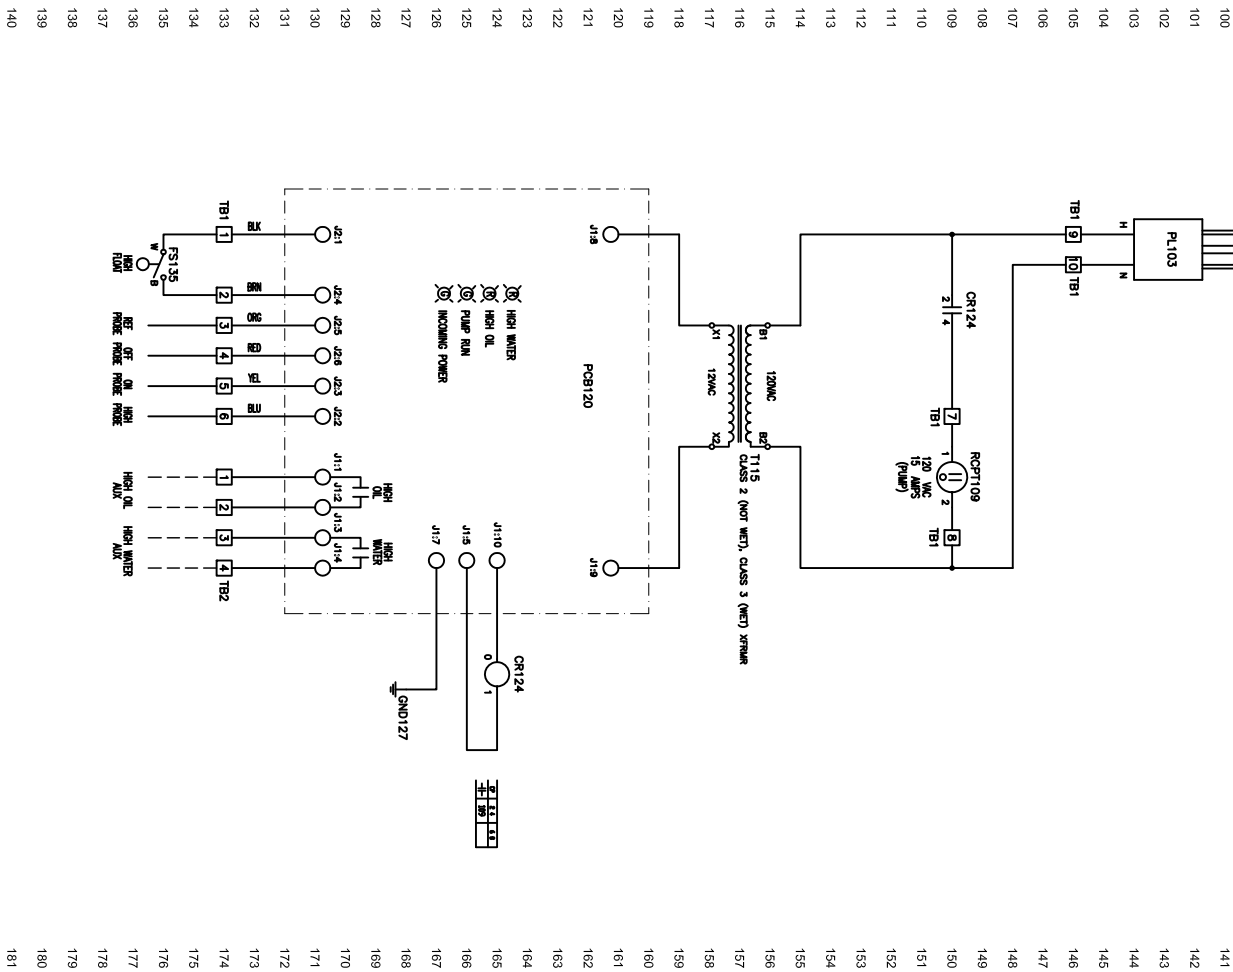 100
101
102
103
104
105
106
107
108
109
110
111
112
113
114
115
116
117
118
119
120
121
122
123
124
125
126
127
128
129
130
131
132
133
134
135
136
137
138
139
140
PL103
H
N
TB1
9
10
TB1
CR124
2
4
7
TB1
RCPT109
1
2
120 VAC
15 AMPS
(PUMP)
8
TB1
B1
120VAC
B2
X1
12VAC
X2
T115
CLASS 2 (NOT WET), CLASS 3 (WET) XFRMR
J1:8
PCB120
J1:9
R
HIGH WATER
R
HIGH OIL
G
PUMP RUN
G
INCOMING POWER
J1:10
J1:5
J1:7
CR124
0
1
GND127
109
HIGH
OIL
HIGH
WATER
J2:1
J2:4
J2:5
J2:6
J2:3
J2:2
J1:1
J1:2
J1:3
J1:4
BLK
BRN
ORG
RED
YEL
BLU
TB1
1
2
3
4
5
6
1
2
3
4
TB2
FS135
W
B
HIGH
FLOAT
REF
PROBE
OFF
PROBE
ON
PROBE
HIGH
PROBE
HIGH OIL
AUX
HIGH WATER
AUX
141
142
143
144
145
146
147
148
149
150
151
152
153
154
155
156
157
158
159
160
161
162
163
164
165
166
167
168
169
170
171
172
173
174
175
176
177
178
179
180
181